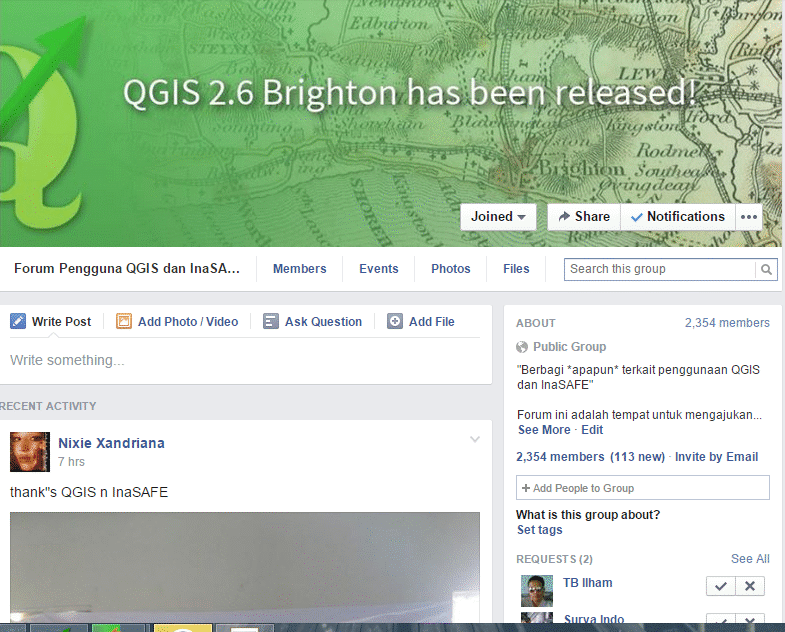 QGIS 2.6 Brighton has been released!
LEWE
Kingston
Rodmel
Brighton
Ovingdean
Joined
Share
Notifications
Forum Pengguna QGIS dan InaSA...
Members
Events
Photos
Files
Search this group
Write Post
Add Photo / Video
Ask Question
Add File
Write something...
RECENT ACTIVITY
Nixie Xandriana
7 hrs
thank"s QGIS n InaSAFE
ABOUT
2,354 members
Public Group
"Berbagi *apapun* terkait penggunaan QGIS
dan InaSAFE"
Forum ini adalah tempat untuk mengajukan...
See More · Edit
2,354 members (113 new) · Invite by Email
+ Add People to Group
What is this group about?
Set tags
REQUESTS (2)
See All
TB Ilham
Surya Indo